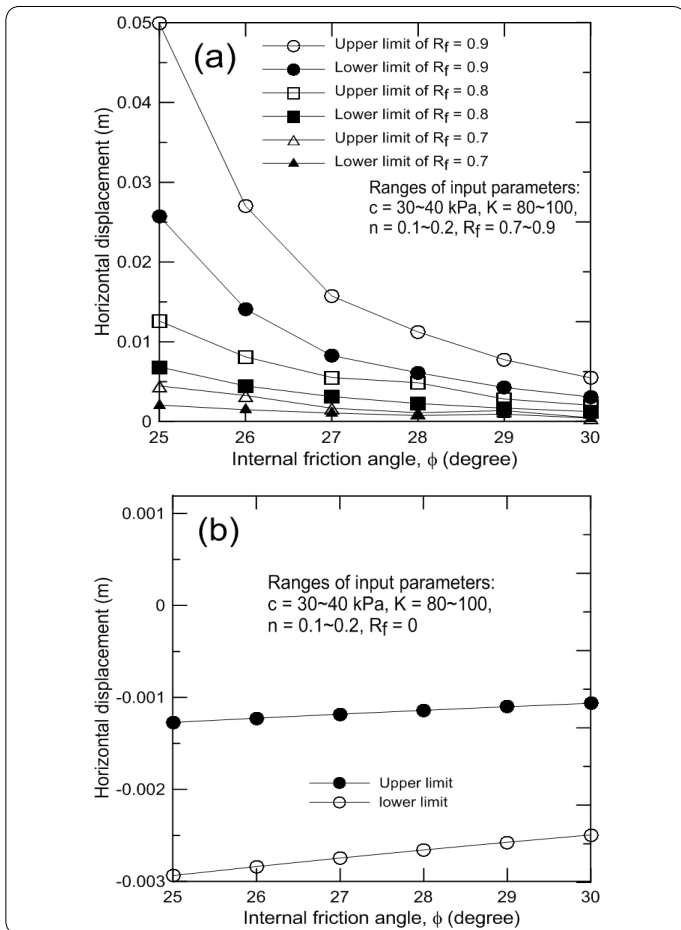 0.05
0.04
0.03
0.02
0.01
0
Horizontal displacement (m)
(a)
Upper limit of Rf = 0.9
Lower limit of Rf = 0.9
Upper limit of Rf = 0.8
Lower limit of Rf = 0.8
Upper limit of Rf = 0.7
Lower limit of Rf = 0.7
Ranges of input parameters:
c = 30~40 kPa, K = 80~100,
n = 0.1~0.2, Rf = 0.7~0.9
25 26 27 28 29 30
Internal friction angle, ϕ (degree)
0.001
0
-0.001
-0.002
-0.003
Horizontal displacement (m)
(b)
Ranges of input parameters:
c = 30~40 kPa, K = 80~100,
n = 0.1~0.2, Rf = 0
Upper limit
lower limit
25 26 27 28 29 30
Internal friction angle, ϕ (degree)